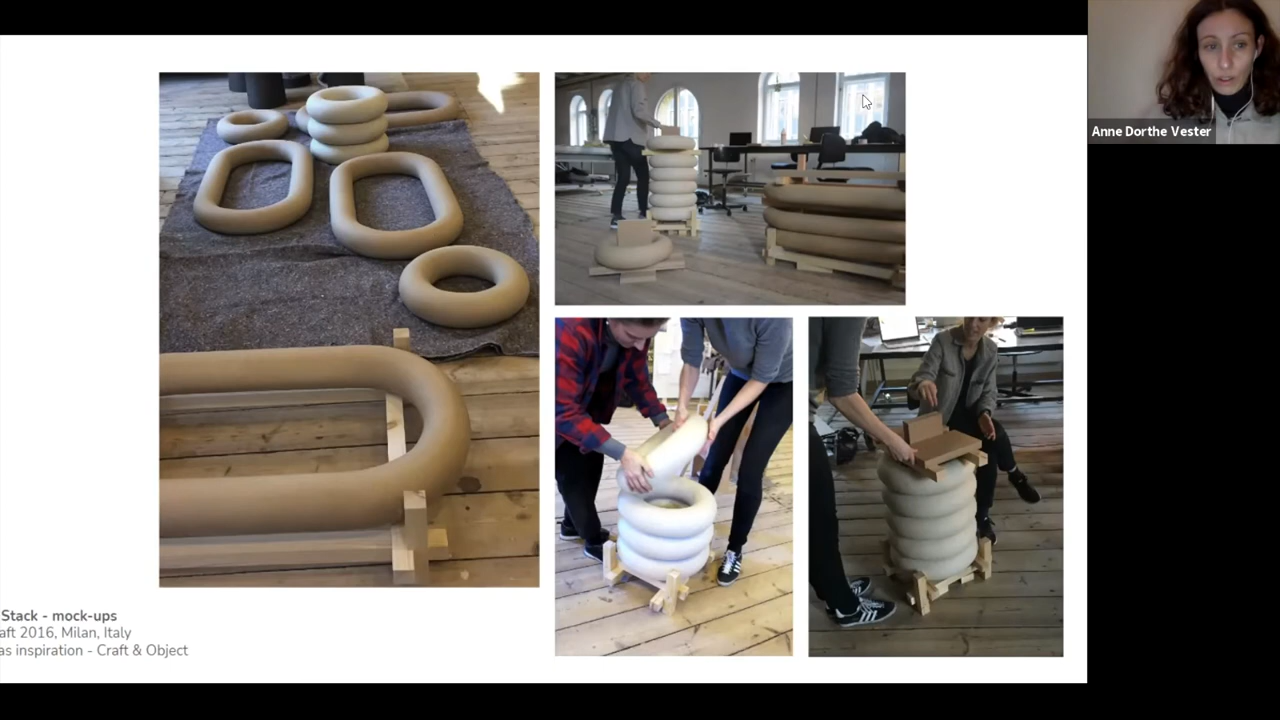 Anne Dorthe Vester
Stack - mock-ups
aft 2016, Milan, Italy
as inspiration - Craft & Object